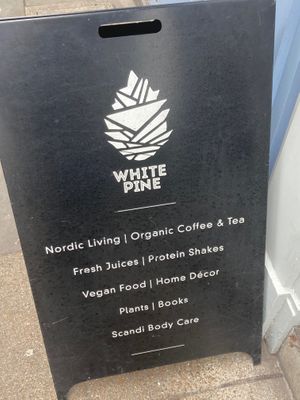 WHITE
PINE
Nordic Living | Organic Coffee & Tea
Fresh Juices | Protein Shakes
Vegan Food | Home Décor
Plants | Books
Scandi Body Care